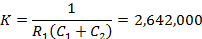 K = 1 / R₁(C₁ + C₂) = 2,642,000